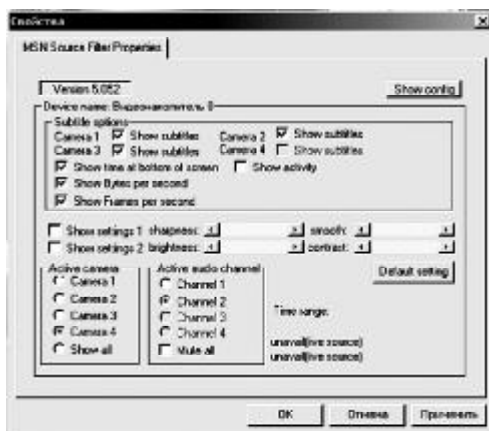 Свойства
MSN Source Filter Properties
Version 5.052
Show config
Device name: Видеонакопитель 0
Subtitle options
Camera 1 Show subtitles Camera 2 Show subtitles
Camera 3 Show subtitles Camera 4 Show subtitles
Show time at bottom of screen Show activity
Show Bytes per second
Show Frames per second
Show settings 1 sharpness: smooth:
Show settings 2 brightness: contrast:
Active camera Active audio channel Default setting
Camera 1 Channel 1
Camera 2 Channel 2
Camera 3 Channel 3 Time range:
Camera 4 Channel 4
Show all Mute all
unavail(live source)
unavail(live source)
OK Отмена Применить